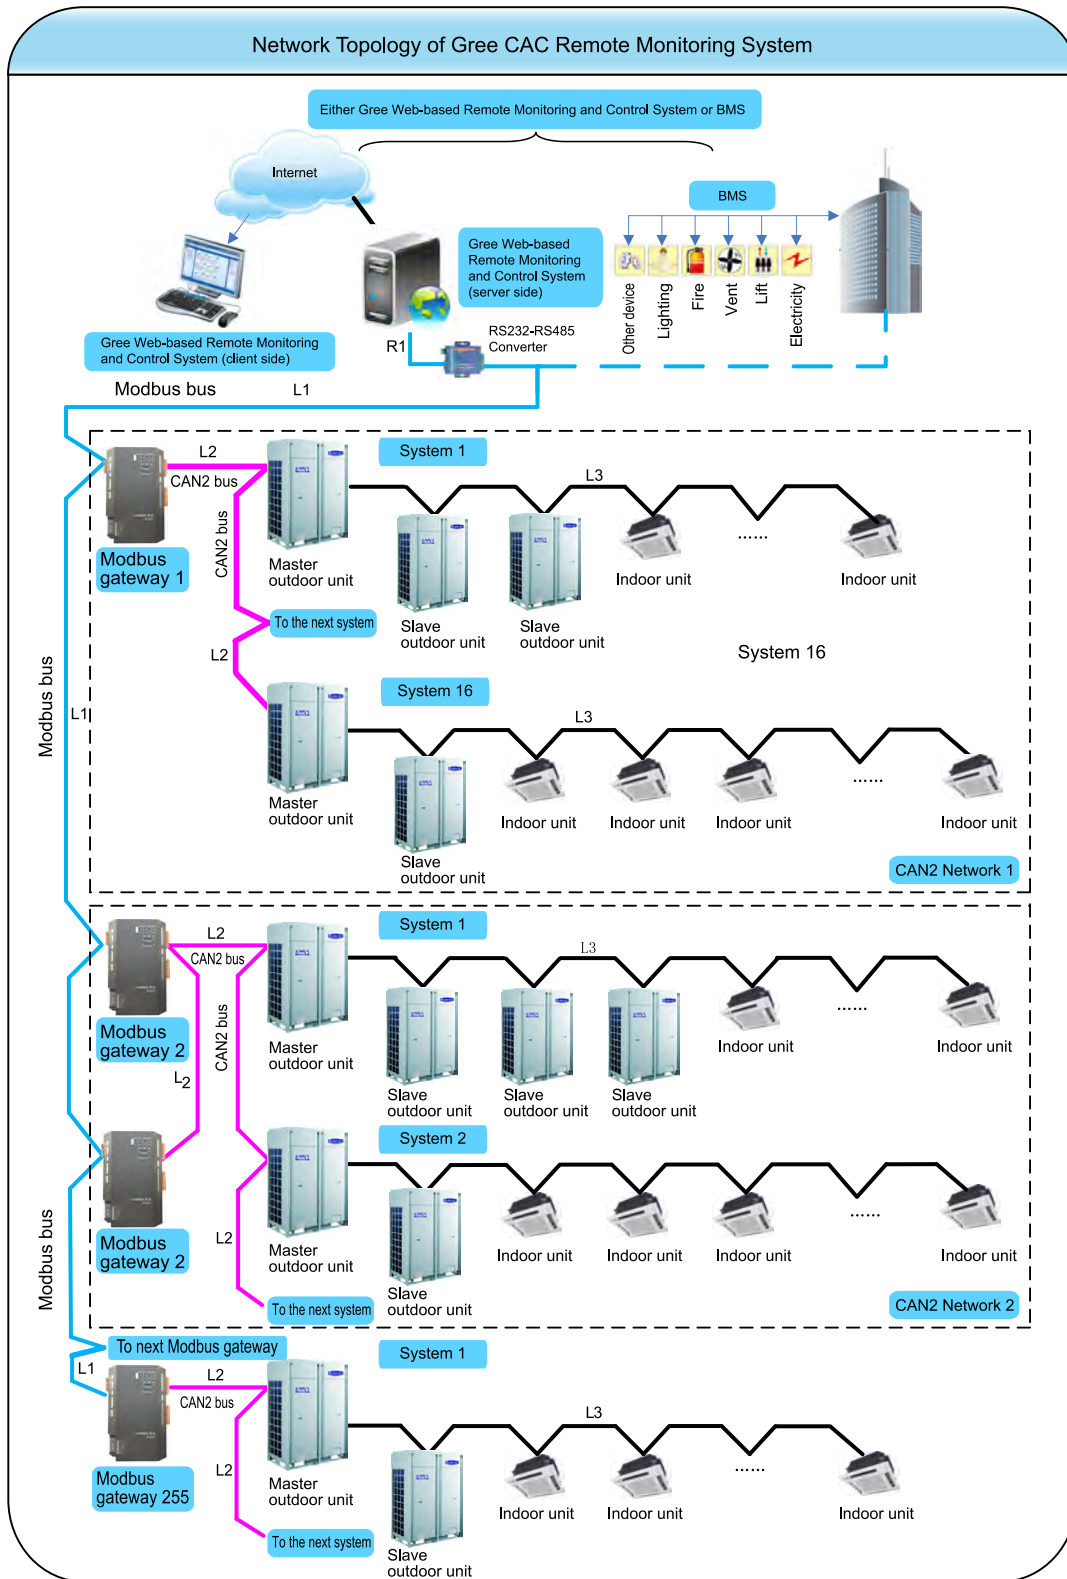 Network Topology of Gree CAC Remote Monitoring System
Either Gree Web-based Remote Monitoring and Control System or BMS
Internet
BMS
Gree Web-based
Remote Monitoring
and Control System
(server side)
Other device
Lighting
Fire
Vent
Lift
Electricity
Gree Web-based Remote Monitoring
and Control System (client side)
R1
RS232-RS485
Converter
Modbus bus
L1
L2
System 1
CAN2 bus
L3
CAN2 bus
Modbus
gateway 1
Master
outdoor unit
Indoor unit
......
Indoor unit
To the next system
Slave
outdoor unit
Slave
outdoor unit
L2
System 16
Modbus bus
L1
System 16
L3
Master
outdoor unit
Indoor unit
Indoor unit
Indoor unit
......
Indoor unit
Slave
outdoor unit
CAN2 Network 1
System 1
L2
CAN2 bus
L3
CAN2 bus
Modbus
gateway 2
Master
outdoor unit
Indoor unit
......
Indoor unit
L2
Slave
outdoor unit
Slave
outdoor unit
Slave
outdoor unit
System 2
Modbus
gateway 2
L2
Master
outdoor unit
Indoor unit
Indoor unit
Indoor unit
......
Indoor unit
Modbus bus
Slave
outdoor unit
To the next system
CAN2 Network 2
To next Modbus gateway
System 1
L1
L2
CAN2 bus
L3
L2
Modbus
gateway 255
Master
outdoor unit
Indoor unit
Indoor unit
......
Indoor unit
To the next system
Slave
outdoor unit